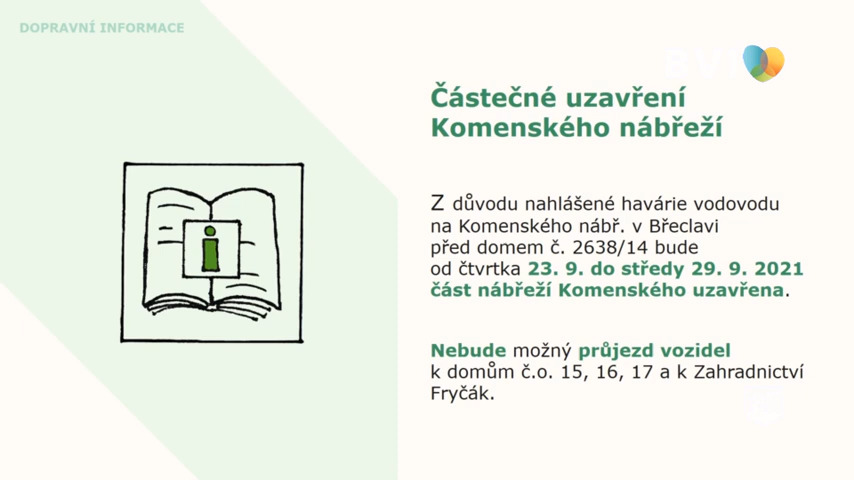 DOPRAVNÍ INFORMACE
BVI
Částečné uzavření
Komenského nábřeží
Z důvodu nahlášené havárie vodovodu
na Komenského nábř. v Břeclavi
před domem č. 2638/14 bude
od čtvrtka 23. 9. do středy 29. 9. 2021
část nábřeží Komenského uzavřena.
Nebude možný průjezd vozidel
k domům č.o. 15, 16, 17 a k Zahradnictví
Fryčák.
i